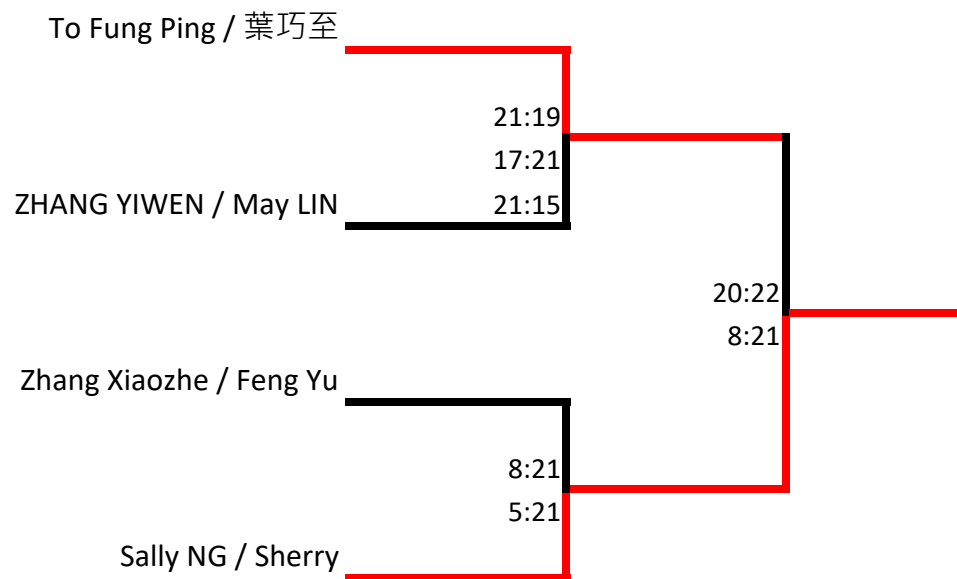 To Fung Ping / 葉巧至
21:19
17:21
ZHANG YIWEN / May LIN
21:15
20:22
8:21
Zhang Xiaozhe / Feng Yu
8:21
5:21
Sally NG / Sherry